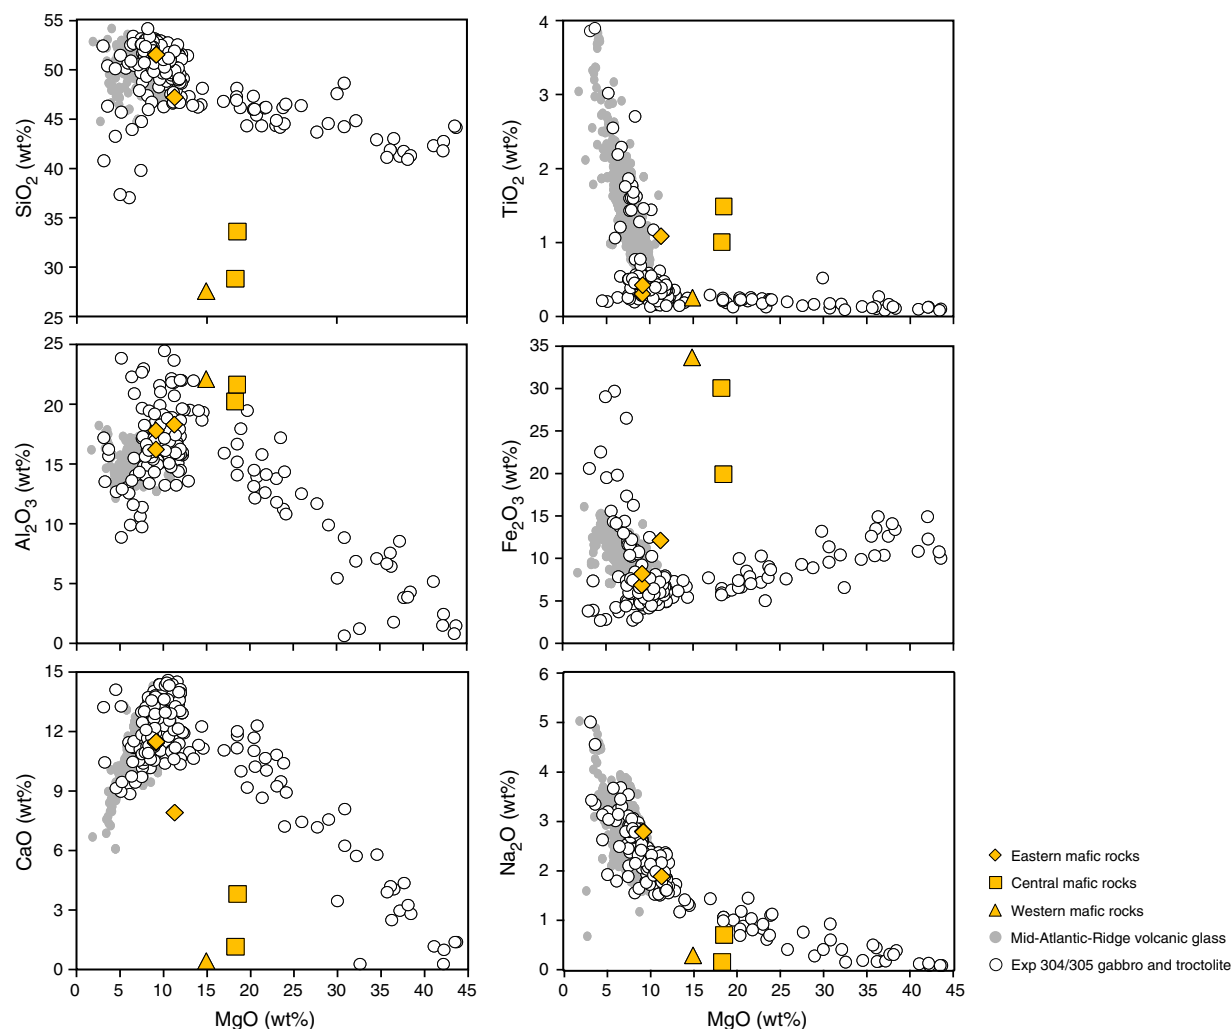 55
50
45
40
35
30
25
SiO2 (wt%)
4
3
2
1
0
TiO2 (wt%)
25
20
15
10
5
0
Al2O3 (wt%)
35
30
25
20
15
10
5
0
Fe2O3 (wt%)
15
12
9
6
3
0
CaO (wt%)
0 5 10 15 20 25 30 35 40 45
MgO (wt%)
6
5
4
3
2
1
0
Na2O (wt%)
0 5 10 15 20 25 30 35 40 45
MgO (wt%)
Eastern mafic rocks
Central mafic rocks
Western mafic rocks
Mid-Atlantic-Ridge volcanic glass
Exp 304/305 gabbro and troctolite